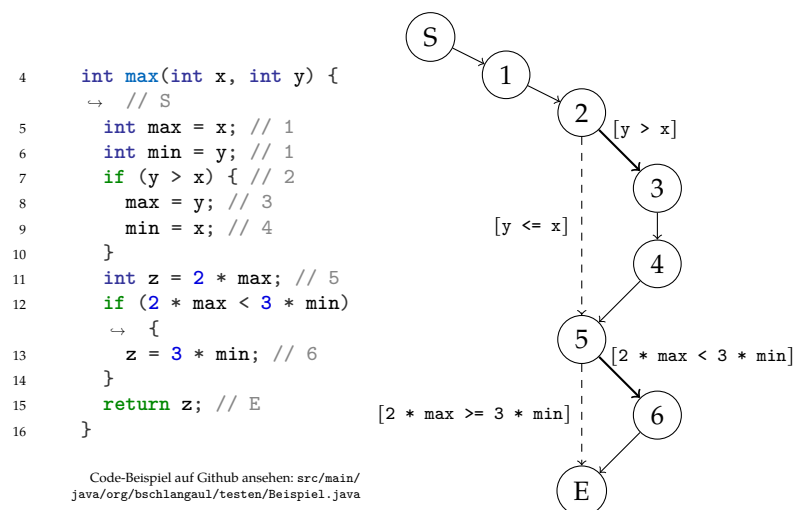 4 int max(int x, int y) {
↪ // S
5 int max = x; // 1
6 int min = y; // 1
7 if (y > x) { // 2
8 max = y; // 3
9 min = x; // 4
10 }
11 int z = 2 * max; // 5
12 if (2 * max < 3 * min)
↪ {
13 z = 3 * min; // 6
14 }
15 return z; // E
16 }
Code-Beispiel auf Github ansehen: src/main/
java/org/bschlangaul/testen/Beispiel.java
S
1
2
[y > x]
3
[y <= x]
4
5
[2 * max < 3 * min]
[2 * max >= 3 * min]
6
E